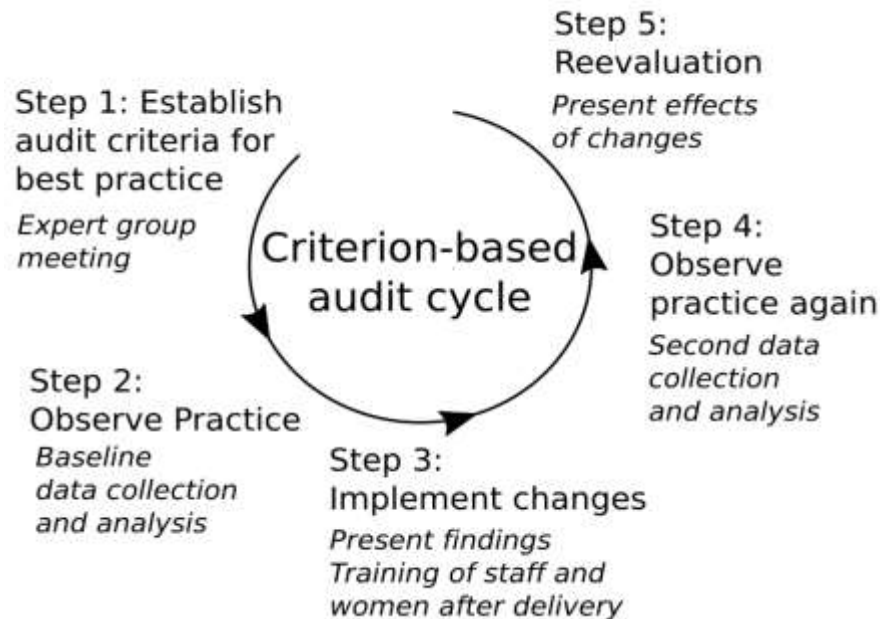 Step 1: Establish
audit criteria for
best practice
Expert group
meeting
Criterion-based
audit cycle
Step 2:
Observe Practice
Baseline
data collection
and analysis
Step 3:
Implement changes
Present findings
Training of staff and
women after delivery
Step 4:
Observe
practice again
Second data
collection
and analysis
Step 5:
Reevaluation
Present effects
of changes